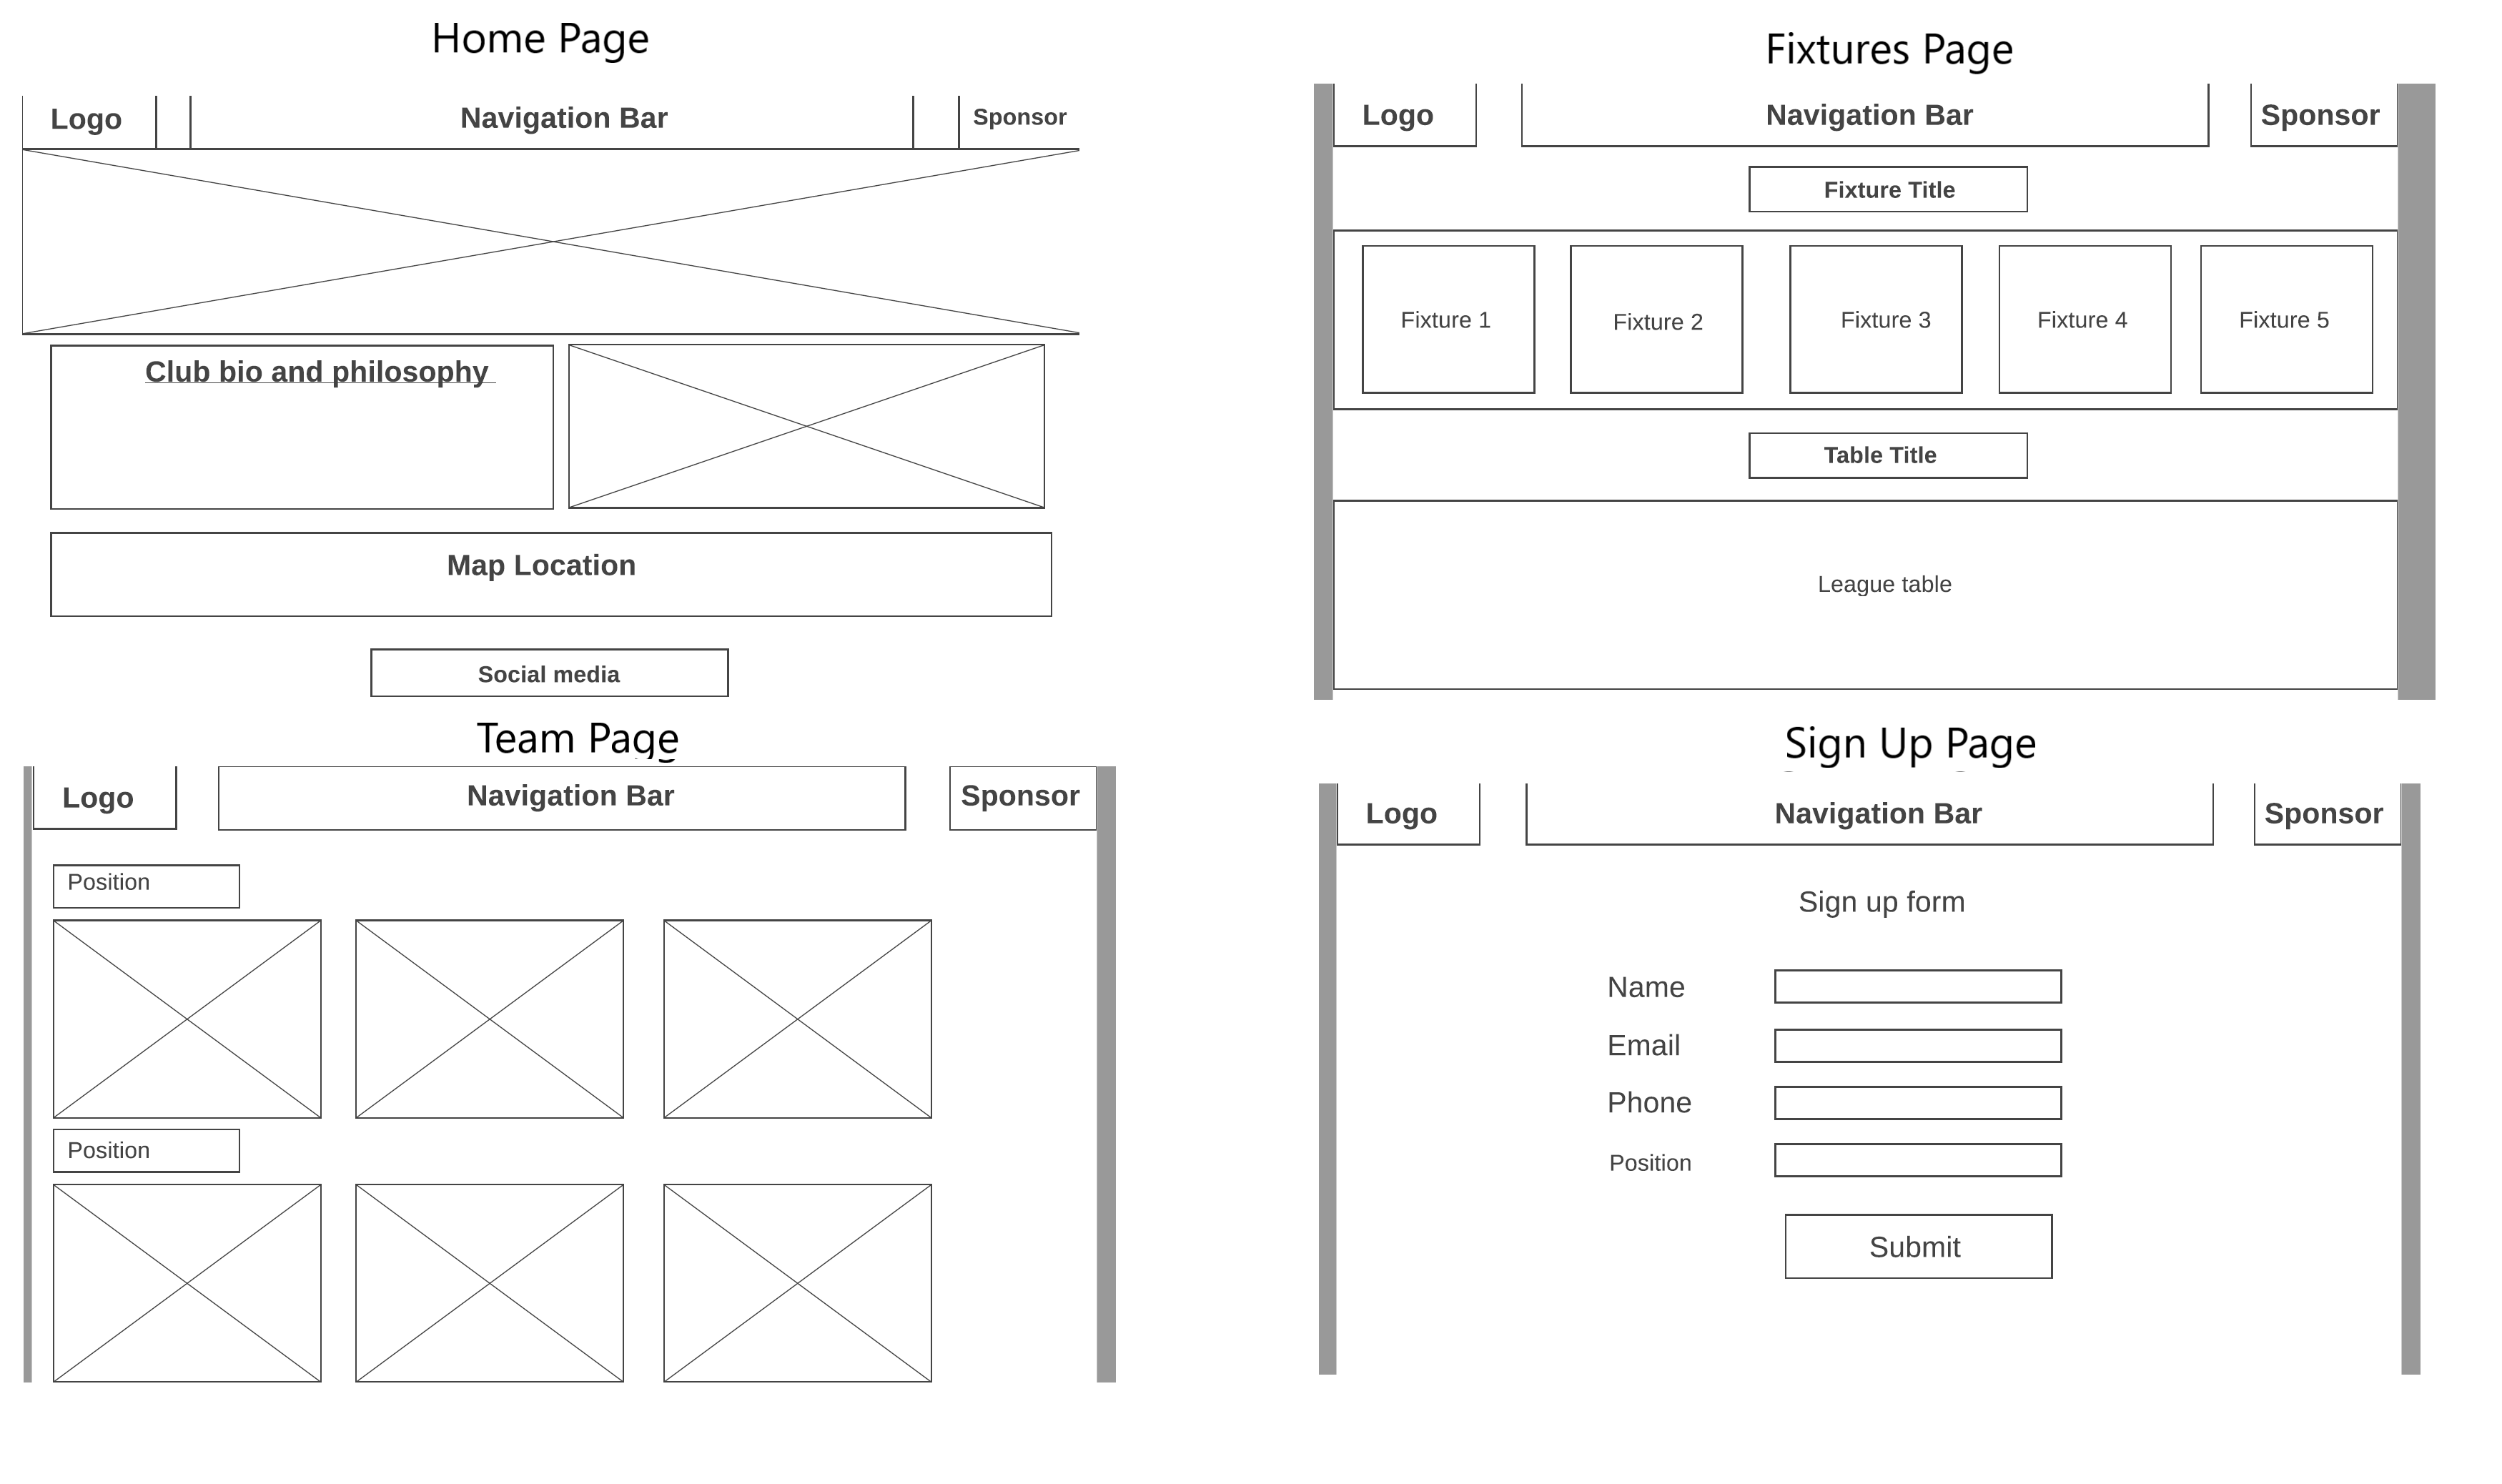 Home Page
Logo
Navigation Bar
Sponsor
Club bio and philosophy
Map Location
Social media
Fixtures Page
Logo
Navigation Bar
Sponsor
Fixture Title
Fixture 1
Fixture 2
Fixture 3
Fixture 4
Fixture 5
Table Title
League table
Team Page
Logo
Navigation Bar
Sponsor
Position
Position
Sign Up Page
Logo
Navigation Bar
Sponsor
Sign up form
Name
Email
Phone
Position
Submit